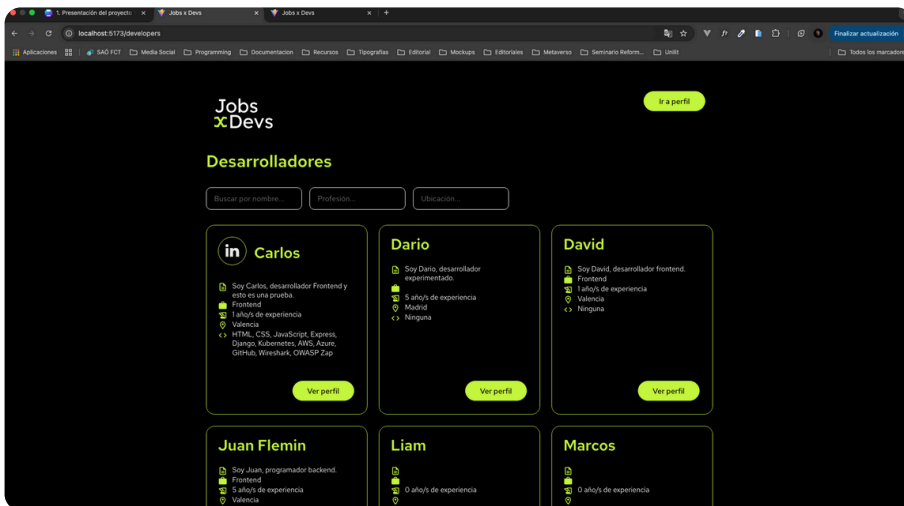 1. Presentación del proyecto
Jobs x Devs
Jobs x Devs
localhost:5173/developers
Finalizar actualización
Aplicaciones
SAÓ FCT
Media Social
Programming
Documentacion
Recursos
Tipografias
Editorial
Mockups
Editoriales
Metaverso
Seminario Reform...
Uniit
Todos los marcadore
Jobs
xDevs
Ir a perfil
Desarrolladores
Buscar por nombre...
Profesión...
Ubicación...
in
Carlos
Soy Carlos, desarrollador Frontend y
esto es una prueba.
Frontend
1 año/s de experiencia
Valencia
HTML, CSS, JavaScript, Express,
Django, Kubernetes, AWS, Azure,
GitHub, Wireshark, OWASP Zap
Ver perfil
Dario
Soy Dario, desarrollador
experimentado.
5 año/s de experiencia
Madrid
Ninguna
Ver perfil
David
Soy David, desarrollador frontend.
Frontend
1 año/s de experiencia
Valencia
Ninguna
Ver perfil
Juan Flemin
Soy Juan, programador backend.
Frontend
5 año/s de experiencia
Valencia
Liam
0 año/s de experiencia
Marcos
0 año/s de experiencia